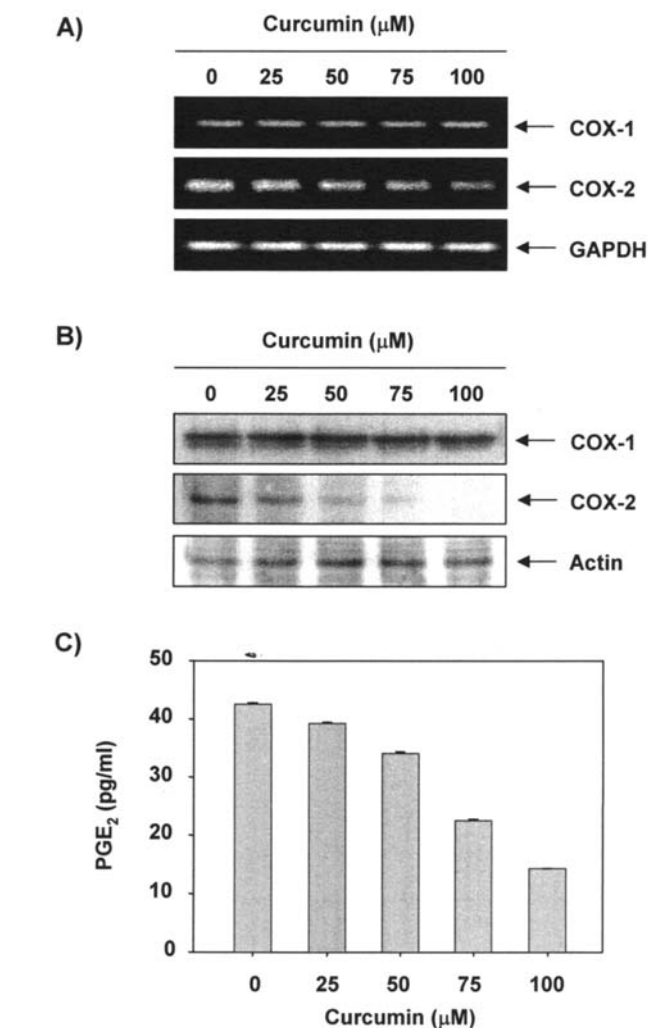 A)
Curcumin (μM)
0 25 50 75 100
COX-1
COX-2
GAPDH
B)
Curcumin (μM)
0 25 50 75 100
COX-1
COX-2
Actin
C)
50
40
30
20
10
0
PGE₂ (pg/ml)
0 25 50 75 100
Curcumin (μM)